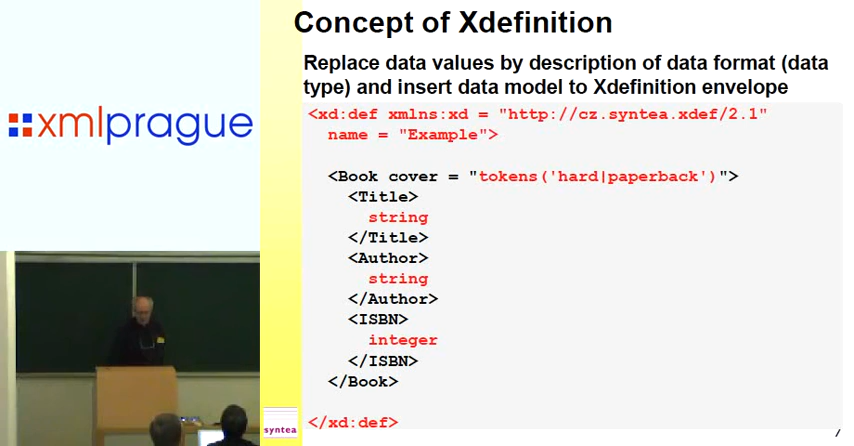 xmlprague
Concept of Xdefinition
Replace data values by description of data format (data
type) and insert data model to Xdefinition envelope
<xd:def xmlns:xd = "http://cz.syntea.xdef/2.1"
name = "Example">
<Book cover = "tokens('hard|paperback')">
<Title>
string
</Title>
<Author>
string
</Author>
<ISBN>
integer
</ISBN>
</Book>
</xd:def>
syntea